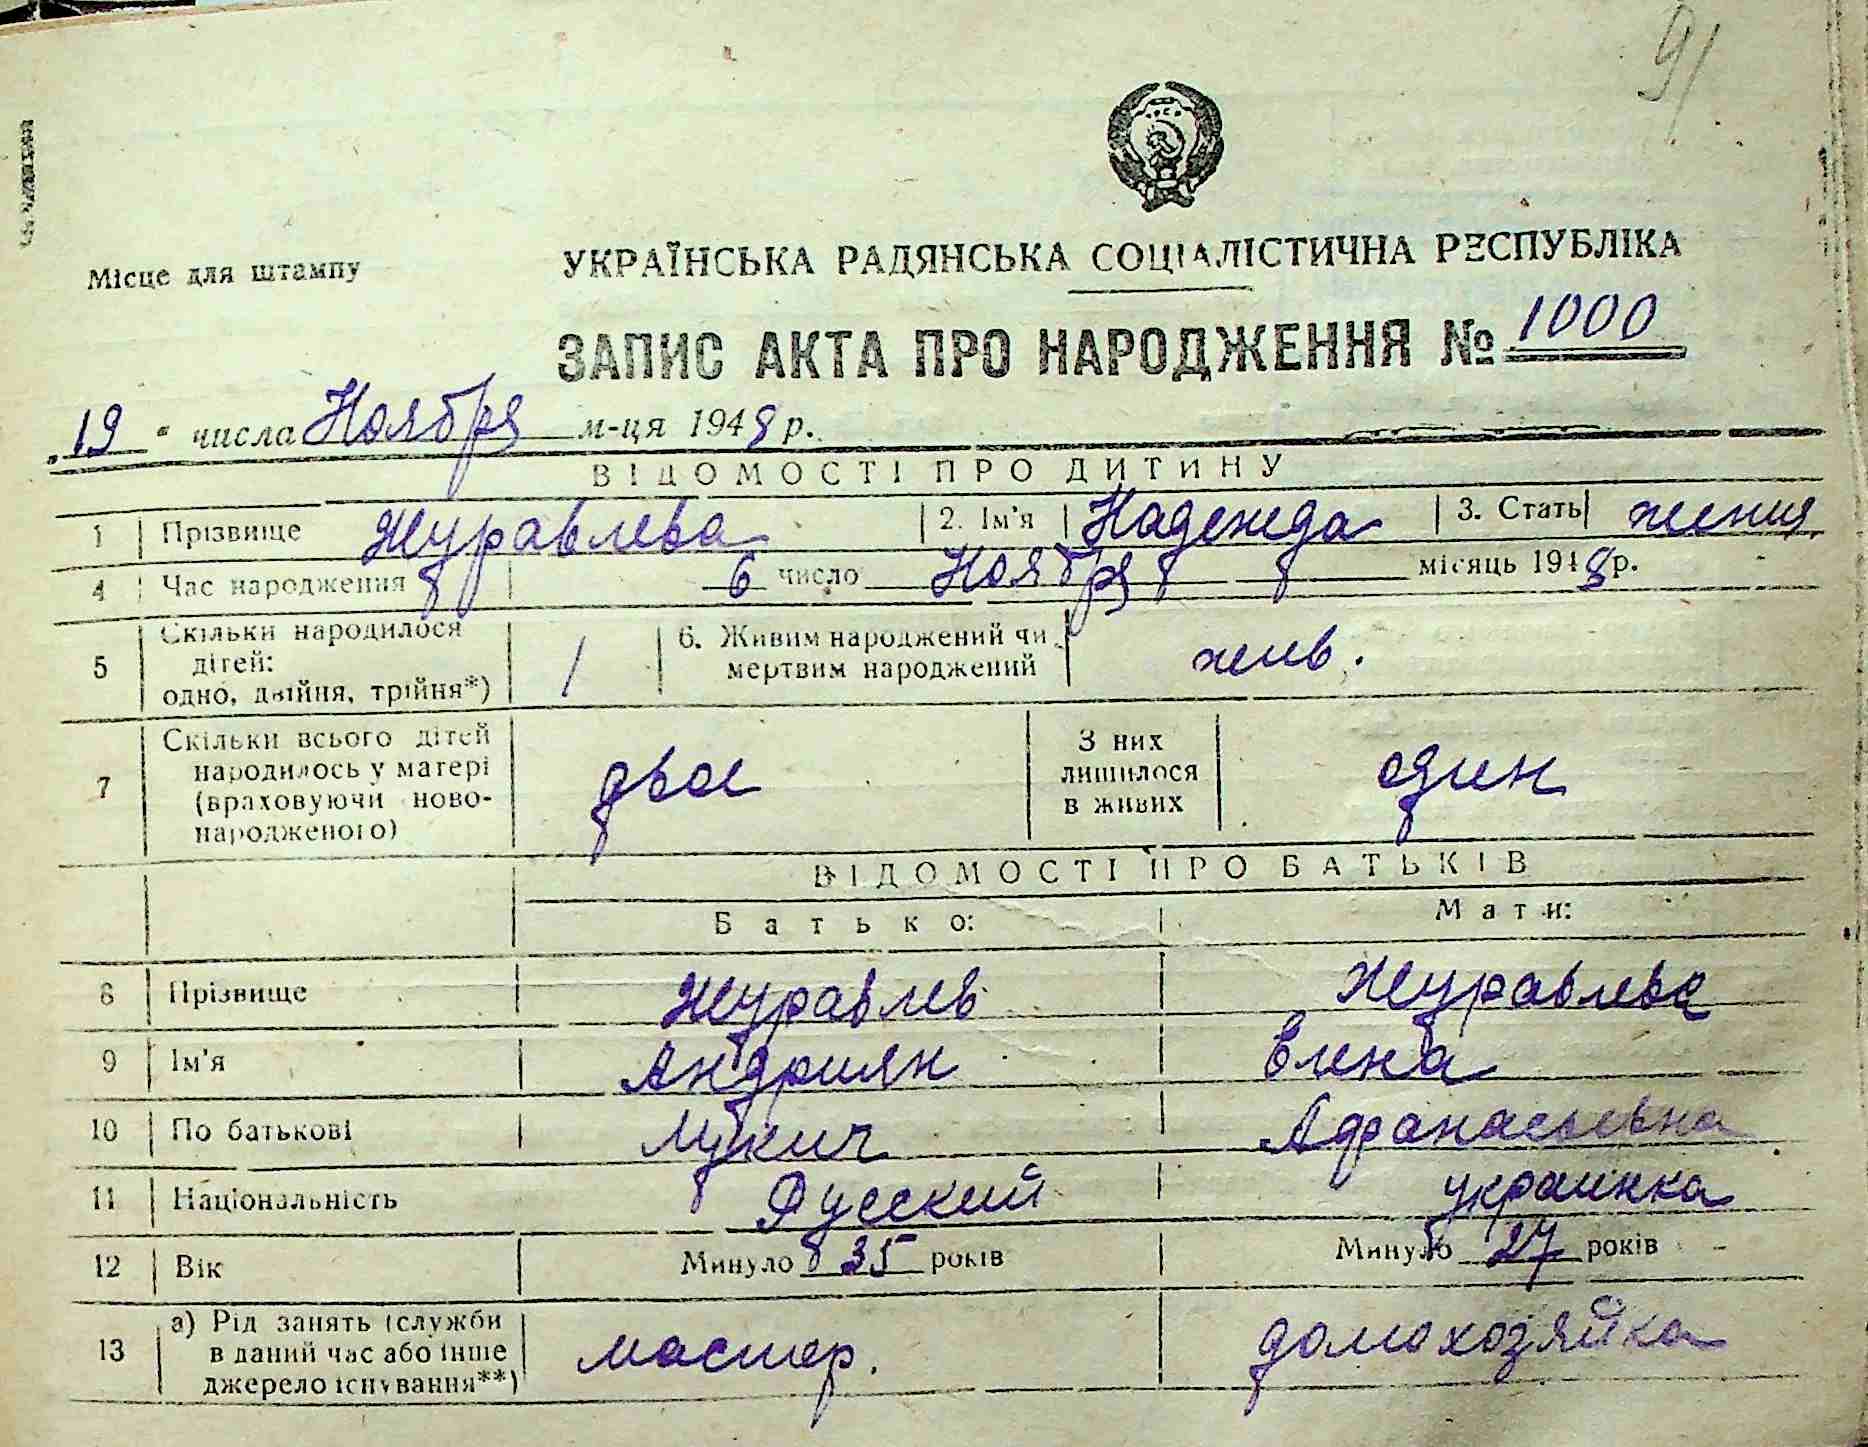 91
Місце для штампу
УКРАЇНСЬКА РАДЯНСЬКА СОЦІАЛІСТИЧНА РЕСПУБЛІКА
ЗАПИС АКТА ПРО НАРОДЖЕННЯ № 1000
„19" числа Ноября м-ця 1948 р.
ВІДОМОСТІ ПРО ДИТИНУ
1 Прізвище Журавлева 2. Ім'я Надежда 3. Стать женщ.
4 Час народження 6 число Ноября місяць 1948 р.
5 Скільки народилося дітей: одно, двійня, трійня*) 1 6. Живим народжений чи мертвим народжений жив.
7 Скільки всього дітей народилось у матері (враховуючи новонародженого) двое З них лишилося в живих один
ВІДОМОСТІ ПРО БАТЬКІВ
Батько: Мати:
8 Прізвище Журавлев Журавлева
9 Ім'я Андриян Елена
10 По батькові Лукич Афанасьевна
11 Національність Русский украинка
12 Вік Минуло 35 років Минуло 27 років
13 а) Рід занять (служби в даний час або інше джерело існування**) мастер. домохозяйка